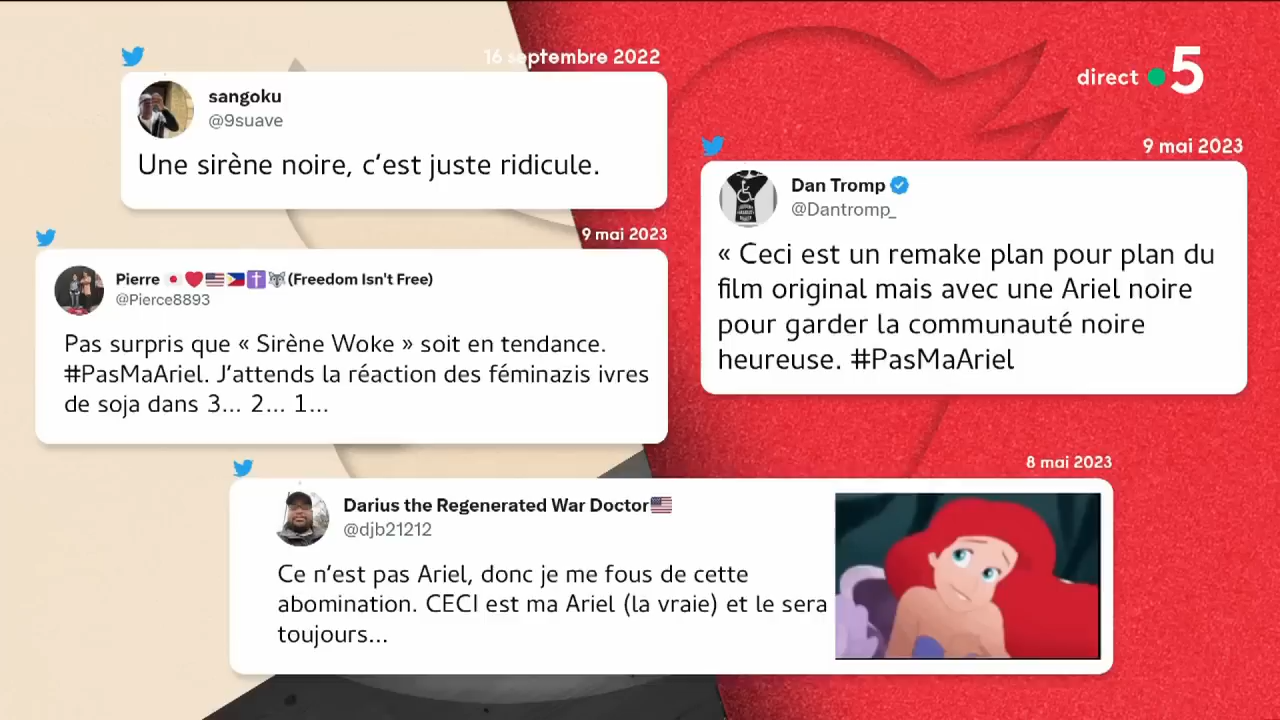 16 septembre 2022
sangoku
@9suave
Une sirène noire, c’est juste ridicule.
direct 5
9 mai 2023
Dan Tromp
@Dantromp_
« Ceci est un remake plan pour plan du
film original mais avec une Ariel noire
pour garder la communauté noire
heureuse. #PasMaAriel
9 mai 2023
Pierre (Freedom Isn't Free)
@Pierce8893
Pas surpris que « Sirène Woke » soit en tendance.
#PasMaAriel. J’attends la réaction des féminazis ivres
de soja dans 3... 2... 1...
8 mai 2023
Darius the Regenerated War Doctor
@djb21212
Ce n’est pas Ariel, donc je me fous de cette
abomination. CECI est ma Ariel (la vraie) et le sera
toujours...